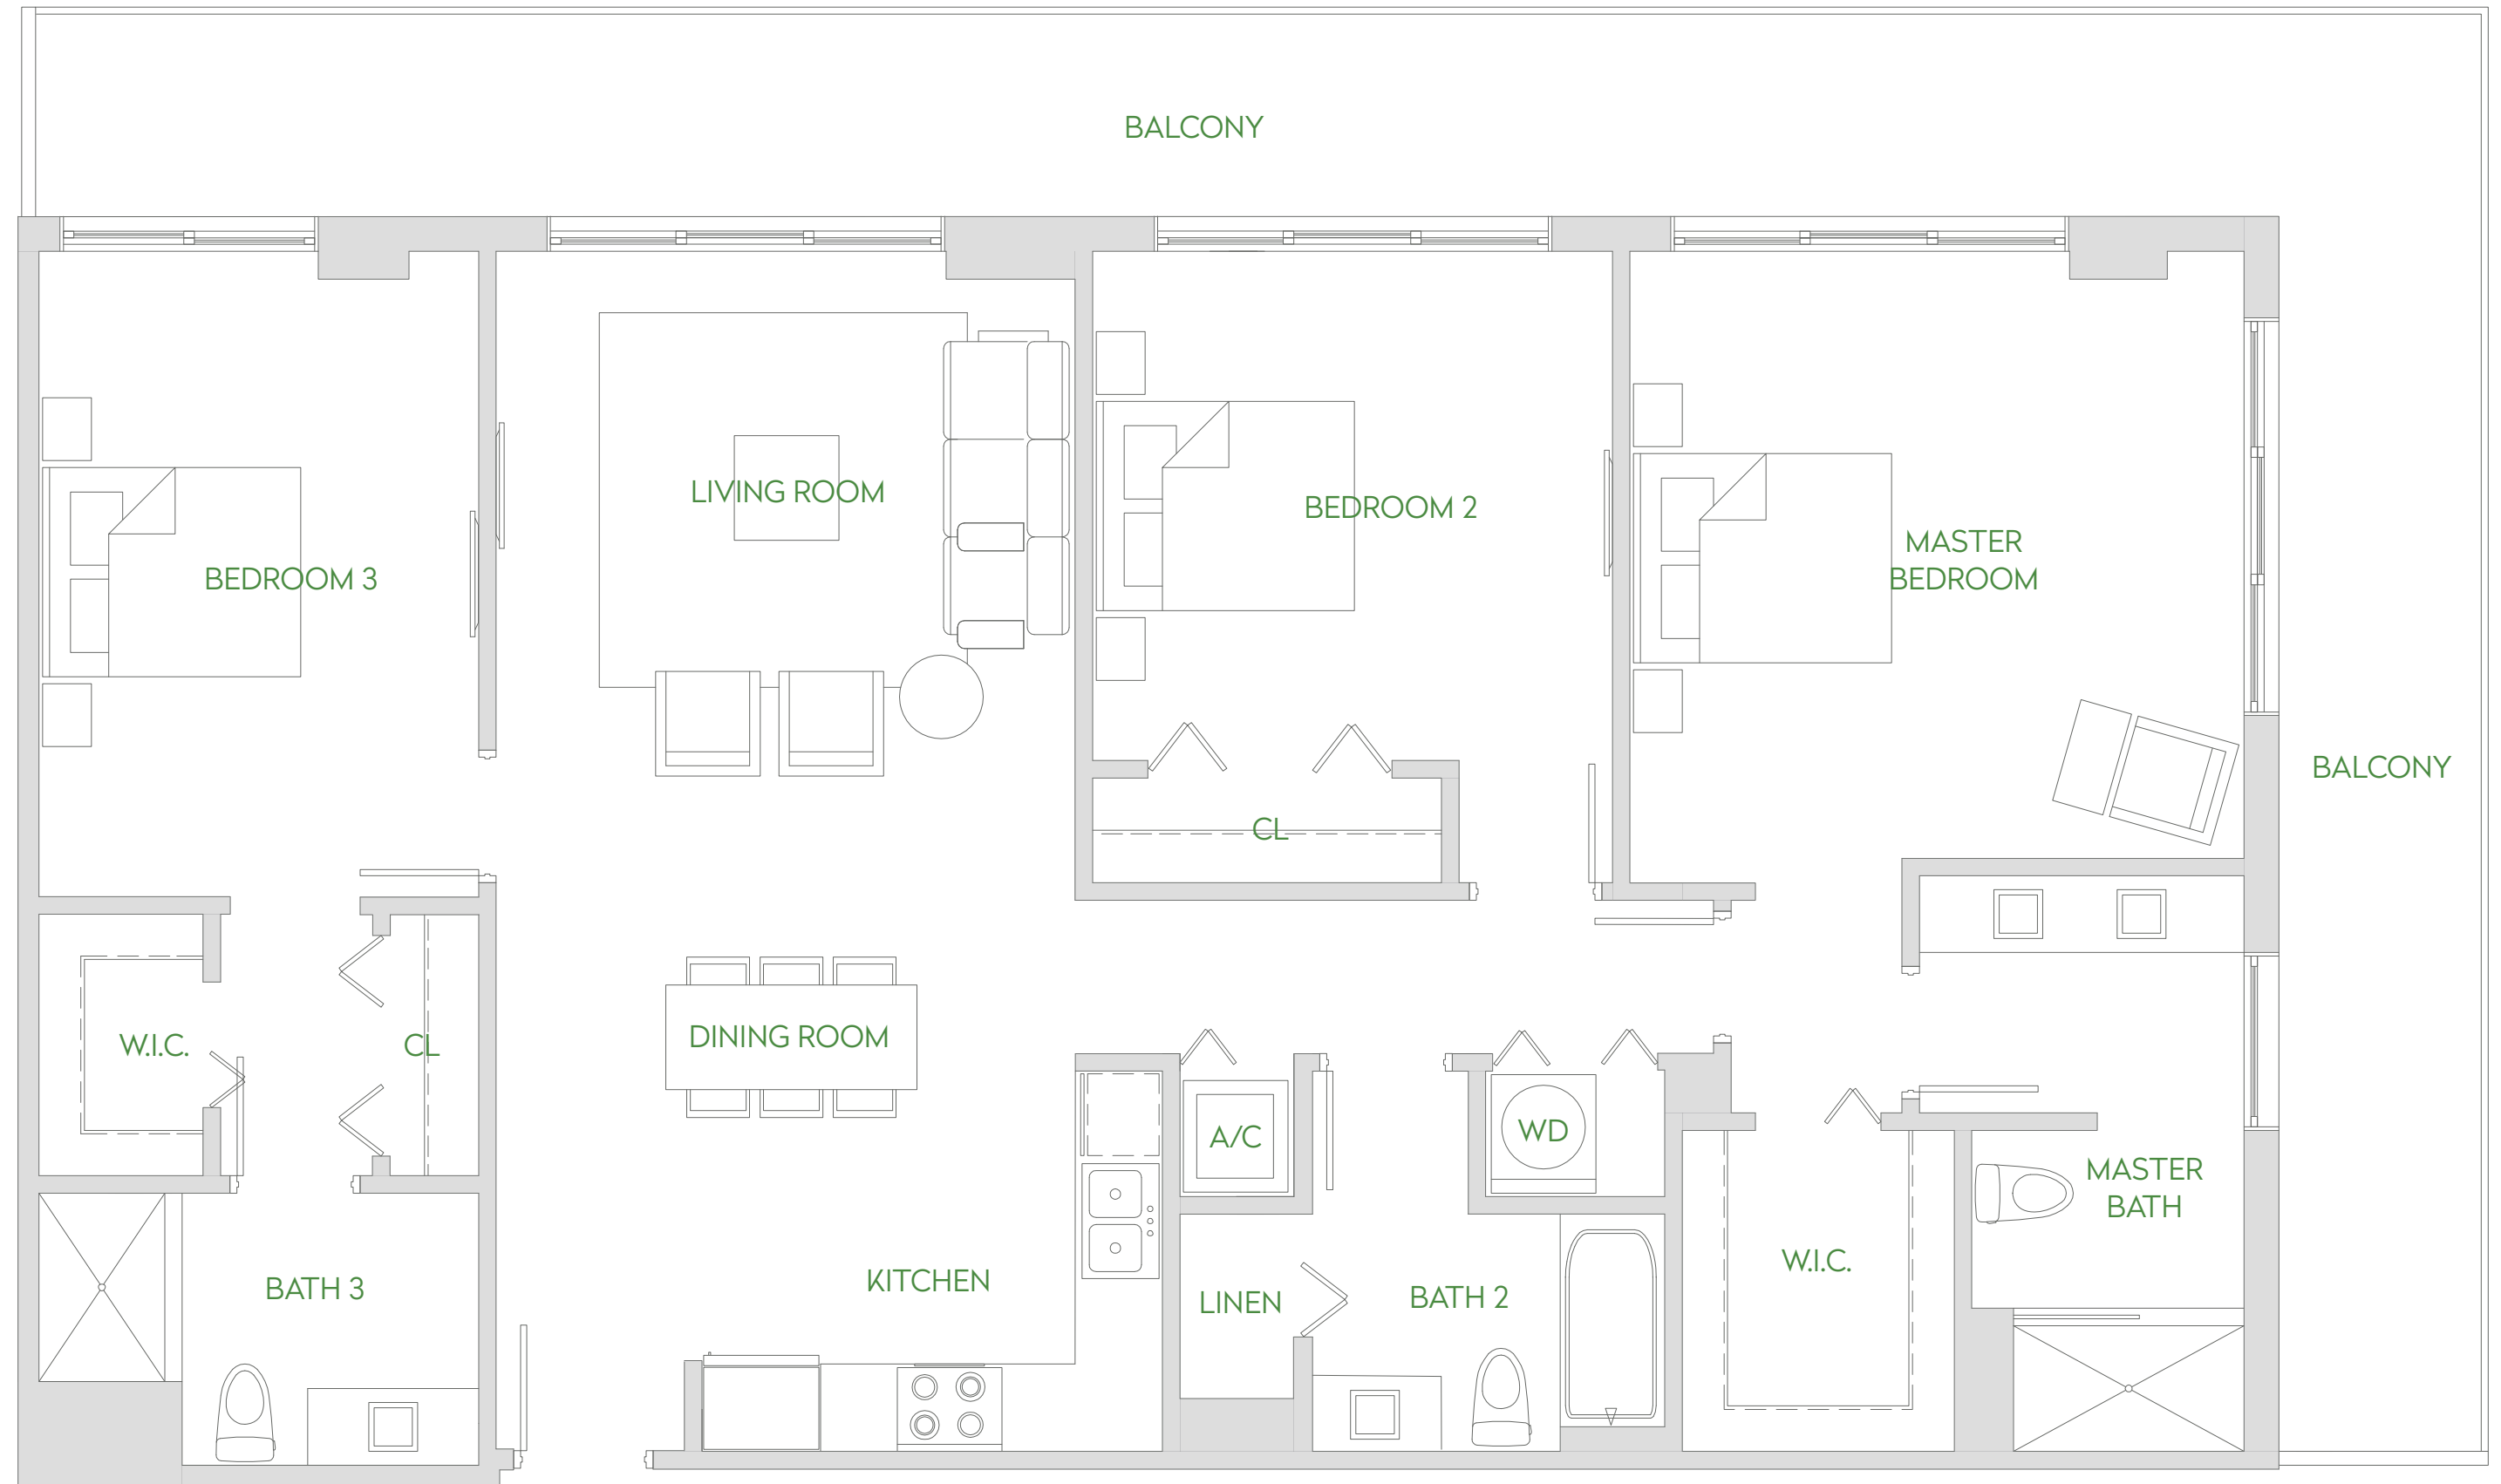 BALCONY
LIVING ROOM
BEDROOM 2
MASTER
BEDROOM
BEDROOM 3
BALCONY
CL
DINING ROOM
W.I.C.
CL
WD
A/C
MASTER
BATH
W.I.C.
KITCHEN
BATH 3
LINEN
BATH 2